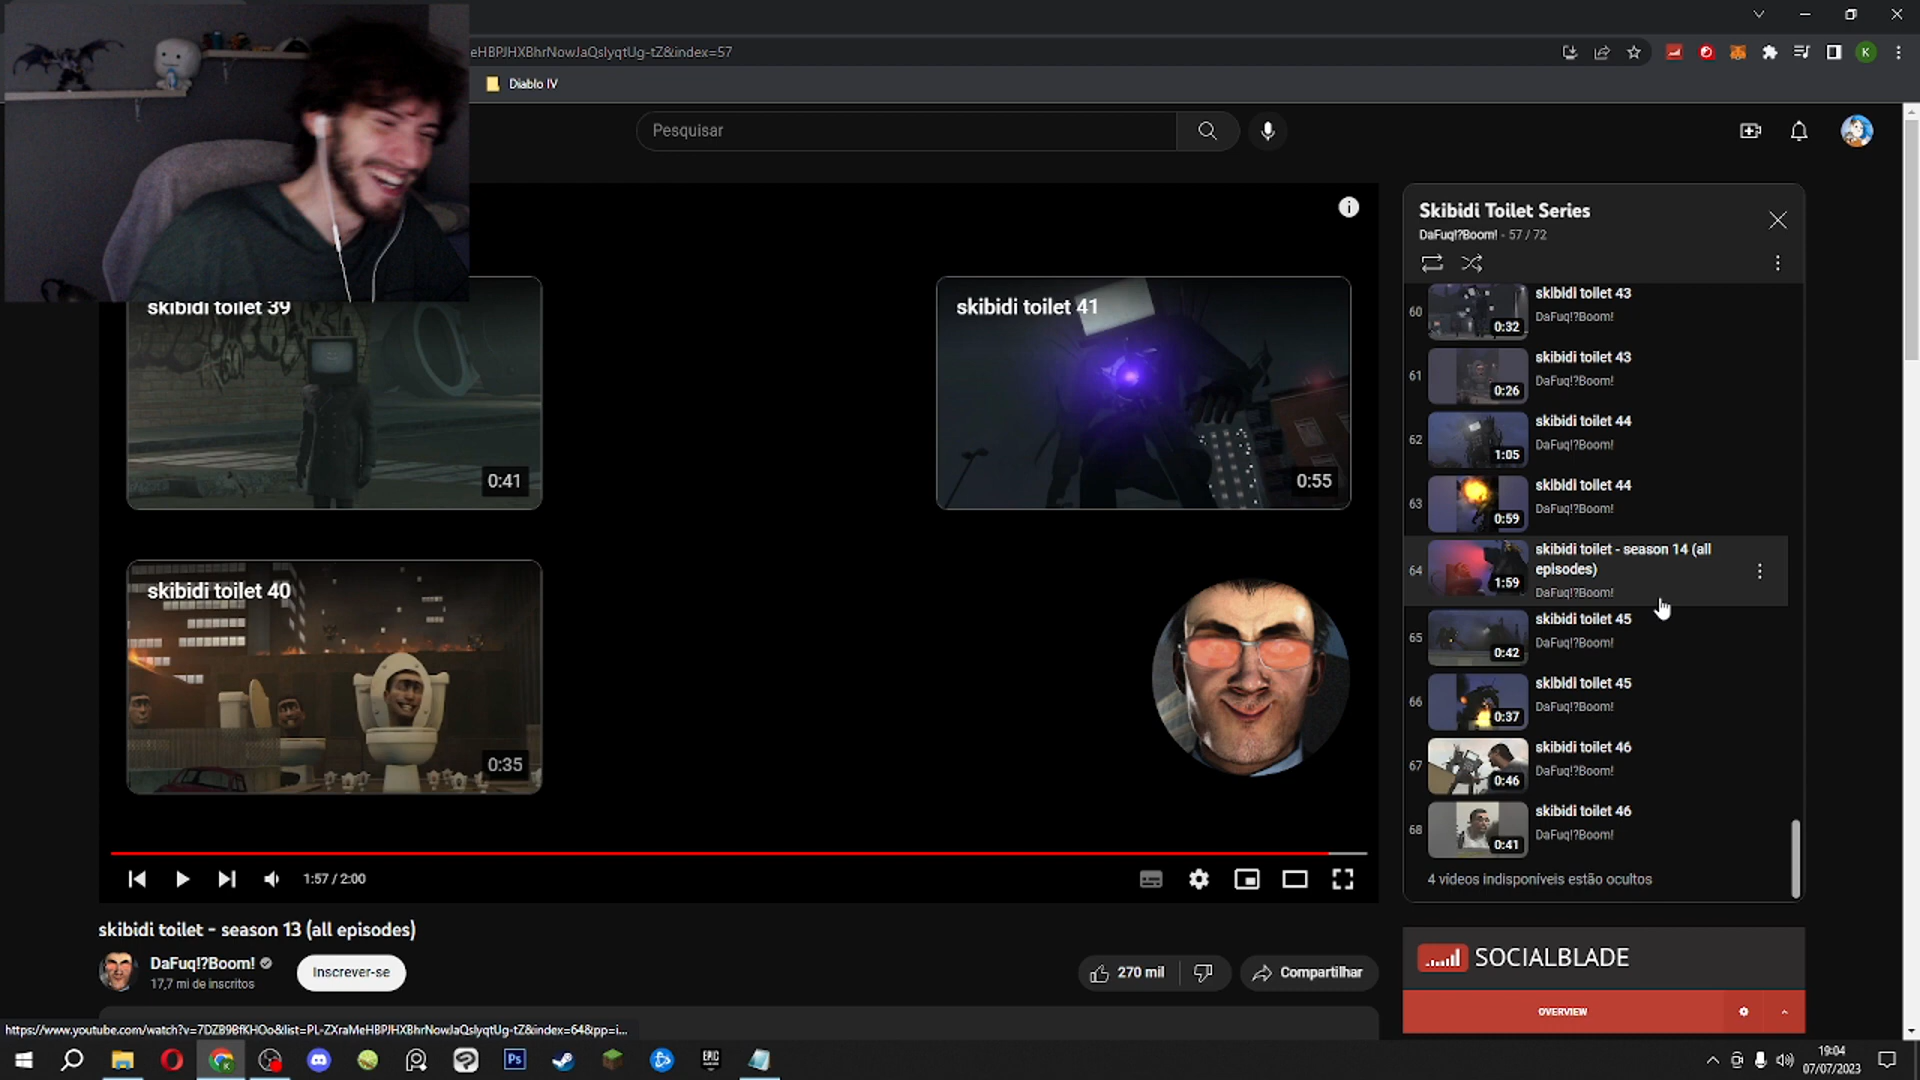 eHBPJHXBhrNowJaQslyqtUg-tZ&index=57
K
Diablo IV
Pesquisar
skibidi toilet 39
0:41
skibidi toilet 41
0:55
skibidi toilet 40
0:35
1:57 / 2:00
Skibidi Toilet Series
DaFuq!?Boom! - 57 / 72
60
0:32
skibidi toilet 43
DaFuq!?Boom!
61
0:26
skibidi toilet 43
DaFuq!?Boom!
62
1:05
skibidi toilet 44
DaFuq!?Boom!
63
0:59
skibidi toilet 44
DaFuq!?Boom!
64
1:59
skibidi toilet - season 14 (all
episodes)
DaFuq!?Boom!
65
0:42
skibidi toilet 45
DaFuq!?Boom!
66
0:37
skibidi toilet 45
DaFuq!?Boom!
67
0:46
skibidi toilet 46
DaFuq!?Boom!
68
0:41
skibidi toilet 46
DaFuq!?Boom!
4 vídeos indisponíveis estão ocultos
skibidi toilet - season 13 (all episodes)
DaFuq!?Boom!
17,7 mi de inscritos
Inscrever-se
270 mil
Compartilhar
SOCIALBLADE
OVERVIEW
https://www.youtube.com/watch?v=7DZB9BfKHOo&list=PL-ZXraMeHBPJHXBhrNowJaQslyqtUg-tZ&index=64&pp=i...
Ps
EPIC
GAMES
19:04
07/07/2023